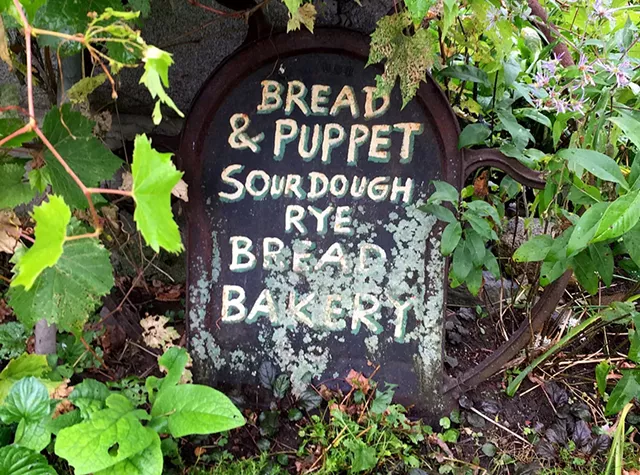 BREAD
& PUPPET
SOURDOUGH
RYE
BREAD
BAKERY